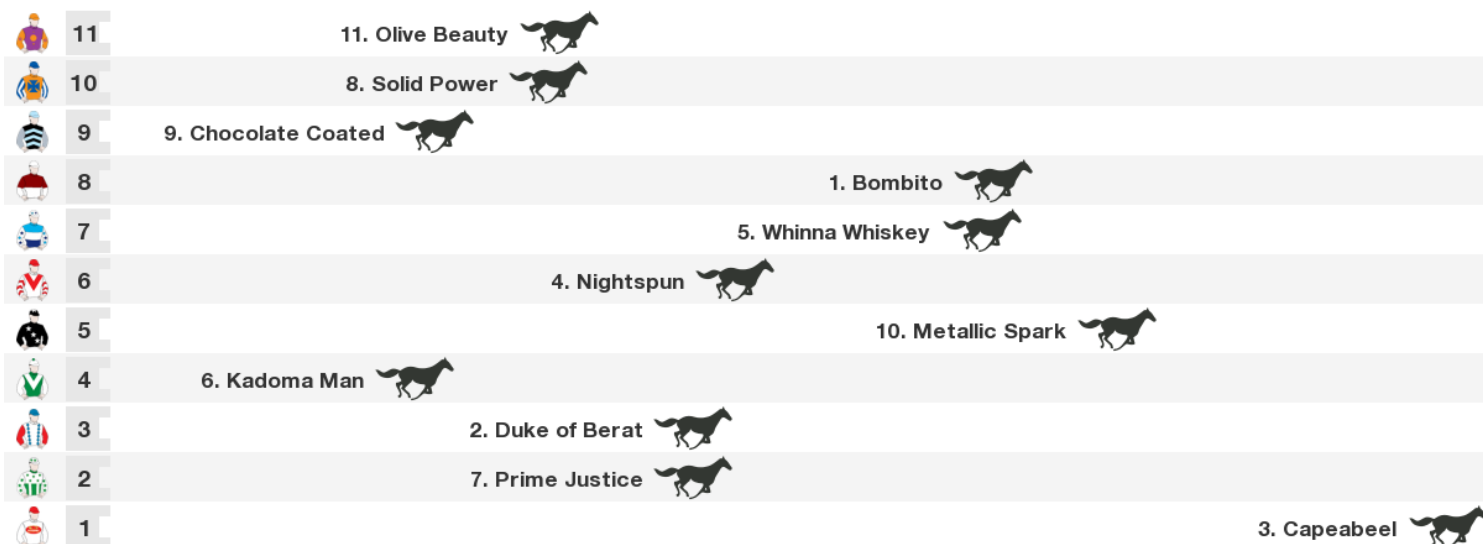 11 11. Olive Beauty
10 8. Solid Power
9 9. Chocolate Coated
8 1. Bombito
7 5. Whinna Whiskey
6 4. Nightspun
5 10. Metallic Spark
4 6. Kadoma Man
3 2. Duke of Berat
2 7. Prime Justice
1 3. Capeabeel